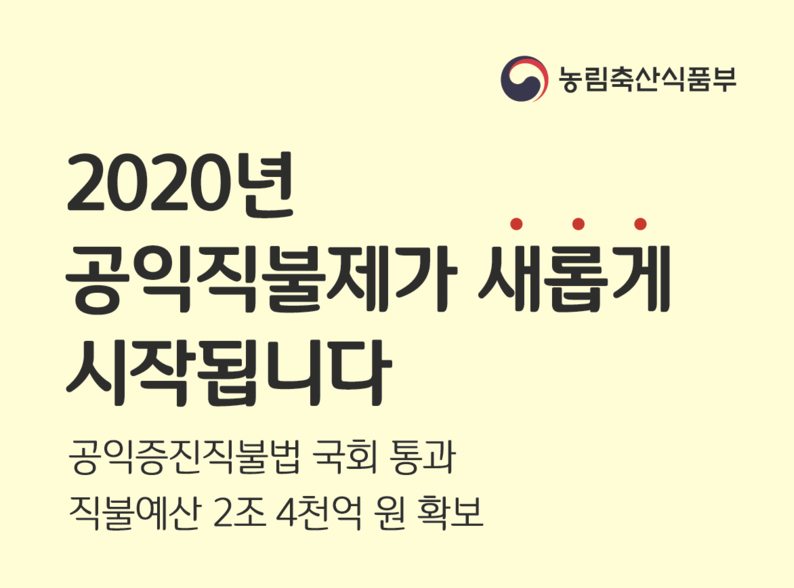 농림축산식품부
2020년
공익직불제가 새롭게
시작됩니다
공익증진직불법 국회 통과
직불예산 2조 4천억 원 확보